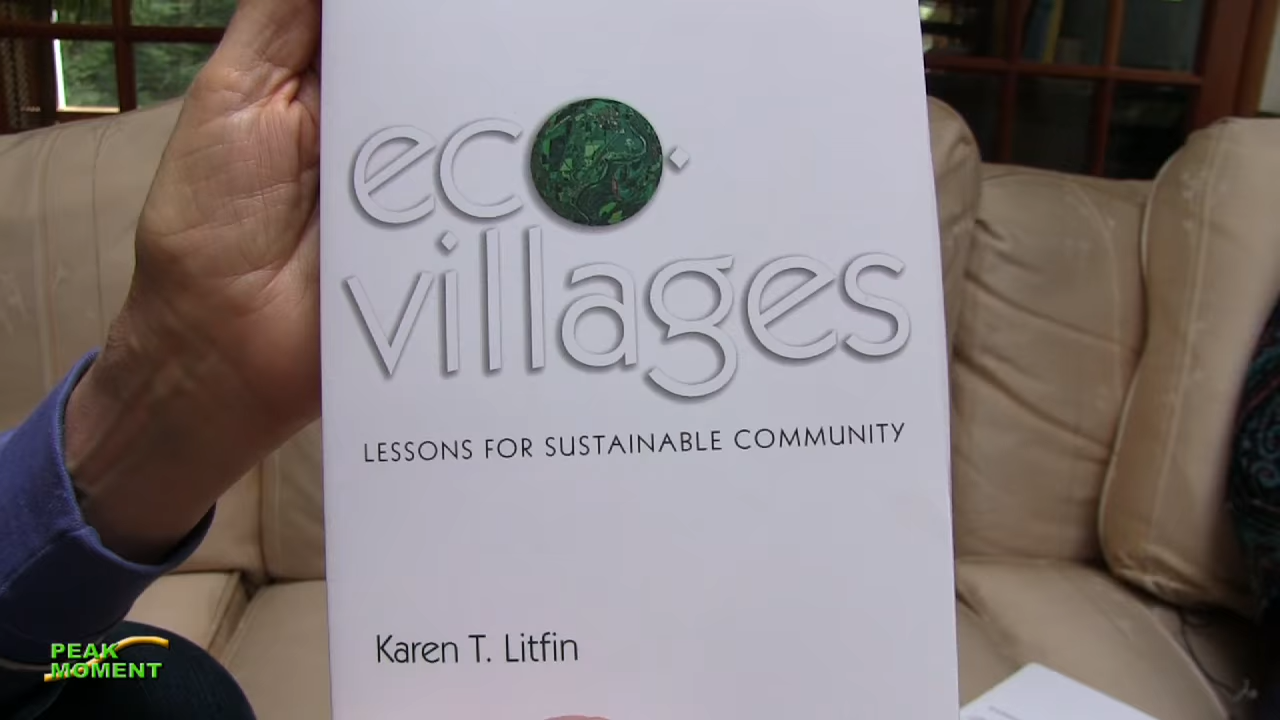 eco·
villages
LESSONS FOR SUSTAINABLE COMMUNITY
Karen T. Litfin
PEAK
MOMENT